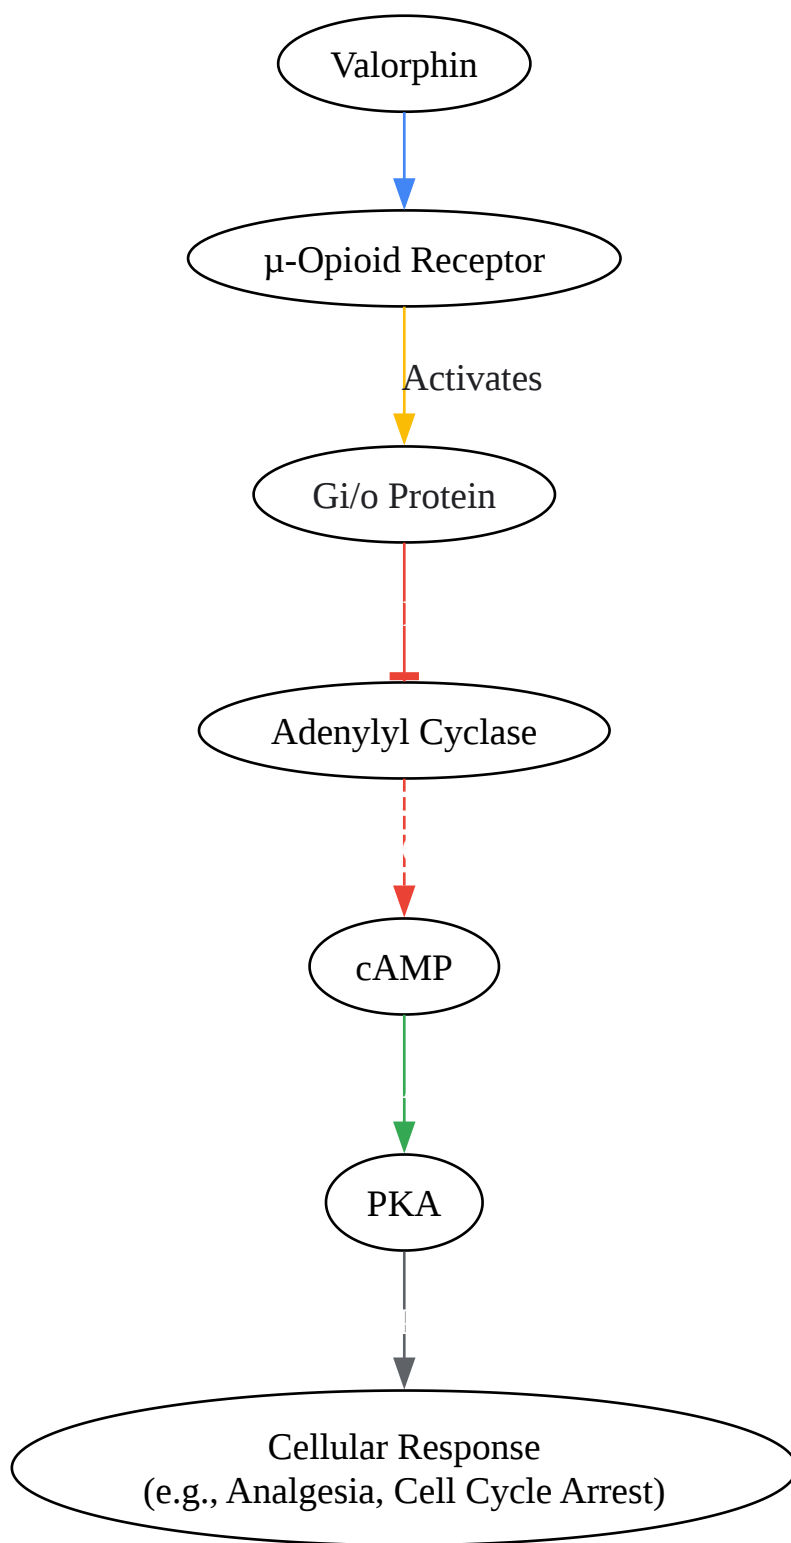 Valorphin
µ-Opioid Receptor
Activates
Gi/o Protein
Adenylyl Cyclase
cAMP
PKA
Cellular Response
(e.g., Analgesia, Cell Cycle Arrest)